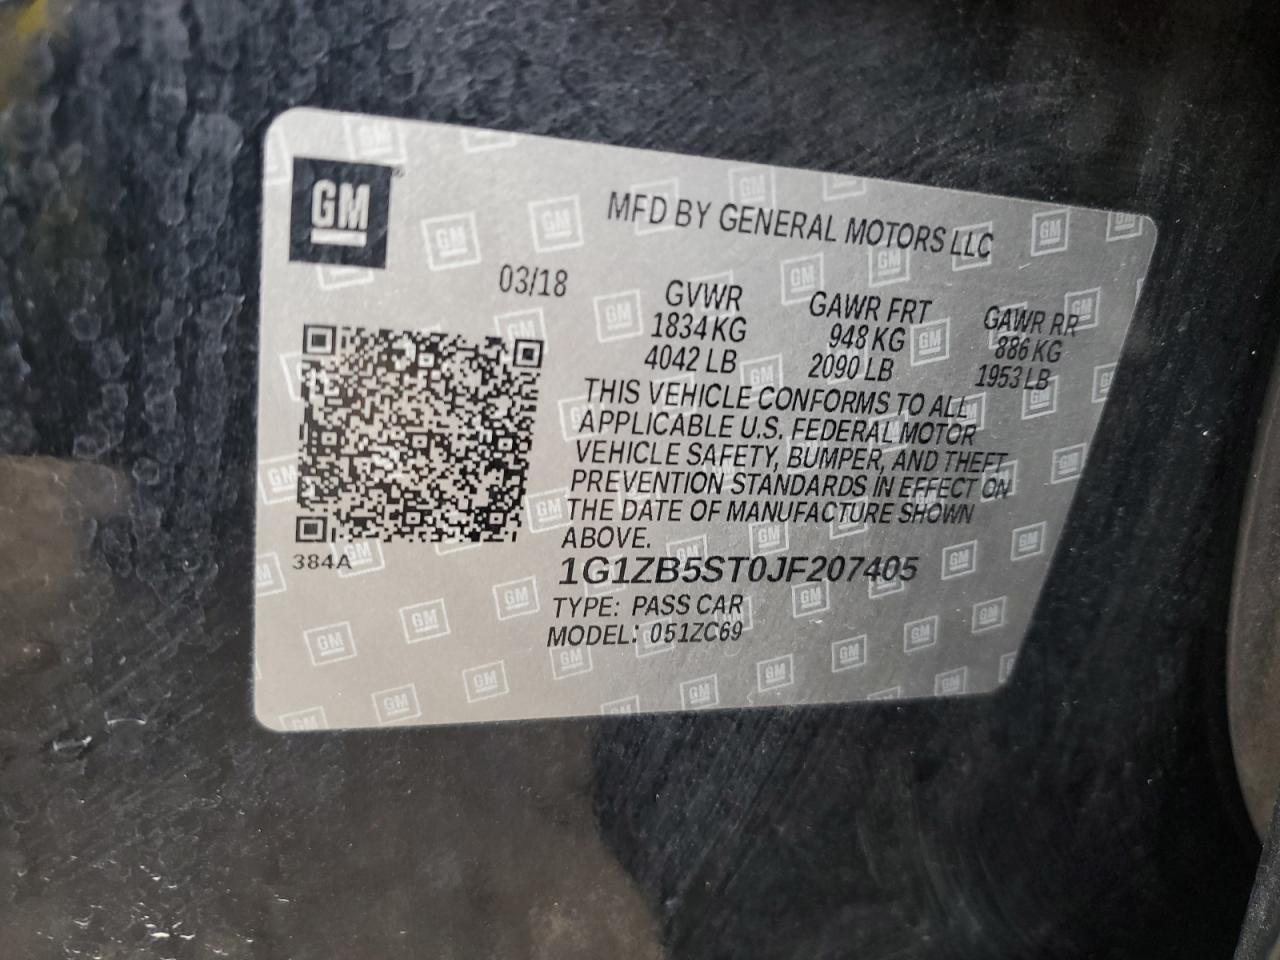 GM
MFD BY GENERAL MOTORS LLC
03/18
GVWR GAWR FRT GAWR RR
1834 KG 948 KG 886 KG
4042 LB 2090 LB 1953 LB
THIS VEHICLE CONFORMS TO ALL
APPLICABLE U.S. FEDERAL MOTOR
VEHICLE SAFETY, BUMPER, AND THEFT
PREVENTION STANDARDS IN EFFECT ON
THE DATE OF MANUFACTURE SHOWN
ABOVE.
384A
1G1ZB5ST0JF207405
TYPE: PASS CAR
MODEL: 051ZC69